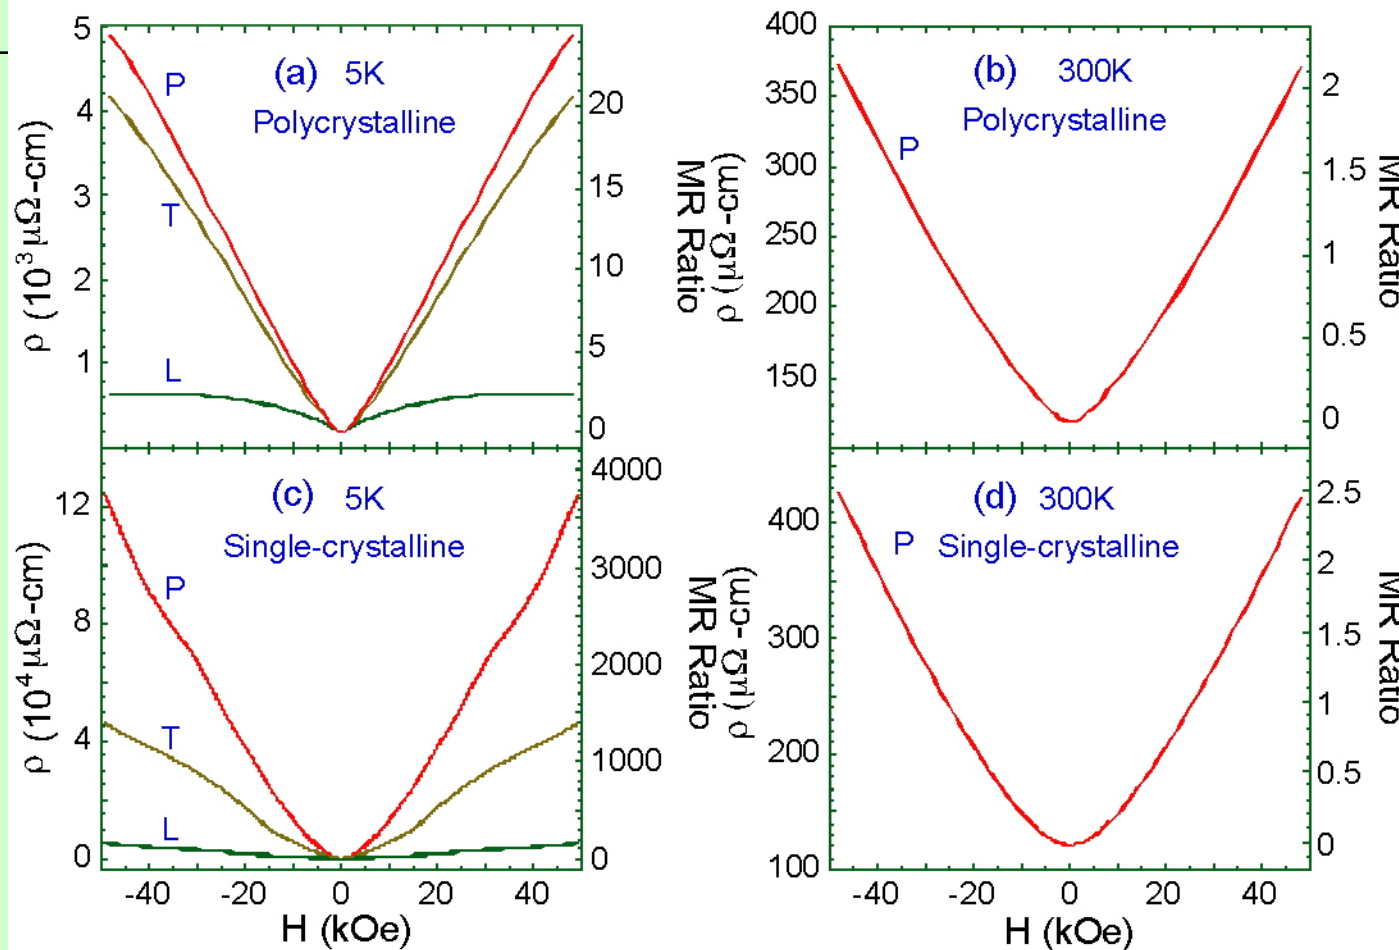 (a) 5K
Polycrystalline
P
T
L
5
4
3
2
1
ρ (10³ μΩ-cm)
20
15
10
5
0
MR Ratio
(b) 300K
Polycrystalline
P
400
350
300
250
200
150
ρ (μΩ-cm)
2
1.5
1
0.5
0
MR Ratio
(c) 5K
Single-crystalline
P
T
L
12
8
4
0
ρ (10⁴ μΩ-cm)
4000
3000
2000
1000
0
MR Ratio
-40 -20 0 20 40
H (kOe)
(d) 300K
P Single-crystalline
400
300
200
100
ρ (μΩ-cm)
2.5
2
1.5
1
0.5
0
MR Ratio
-40 -20 0 20 40
H (kOe)